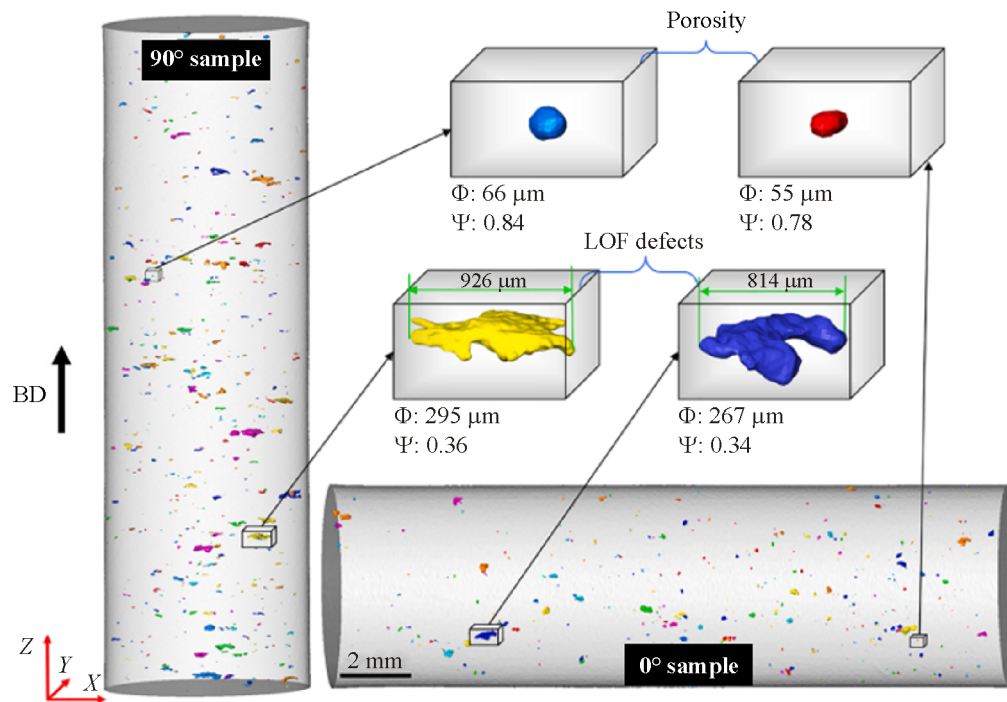 Porosity
90° sample
Φ: 66 μm
Ψ: 0.84
Φ: 55 μm
Ψ: 0.78
LOF defects
926 μm
814 μm
BD
Φ: 295 μm
Ψ: 0.36
Φ: 267 μm
Ψ: 0.34
Z
Y
X
2 mm
0° sample